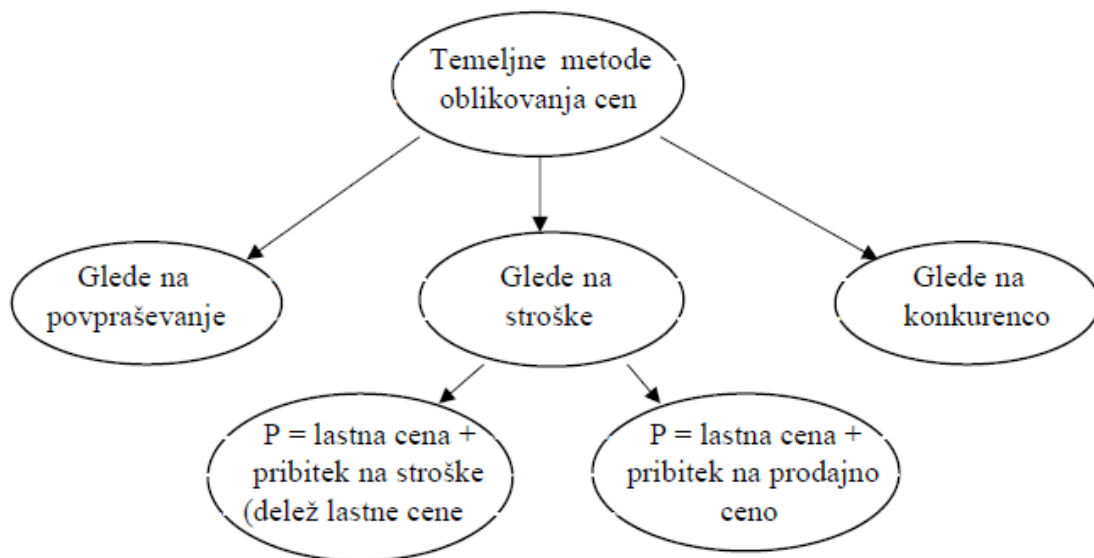 Temeljne metode
oblikovanja cen
Glede na
povpraševanje
Glede na
stroške
Glede na
konkurenco
P = lastna cena +
pribitek na stroške
(delež lastne cene
P = lastna cena +
pribitek na prodajno
ceno